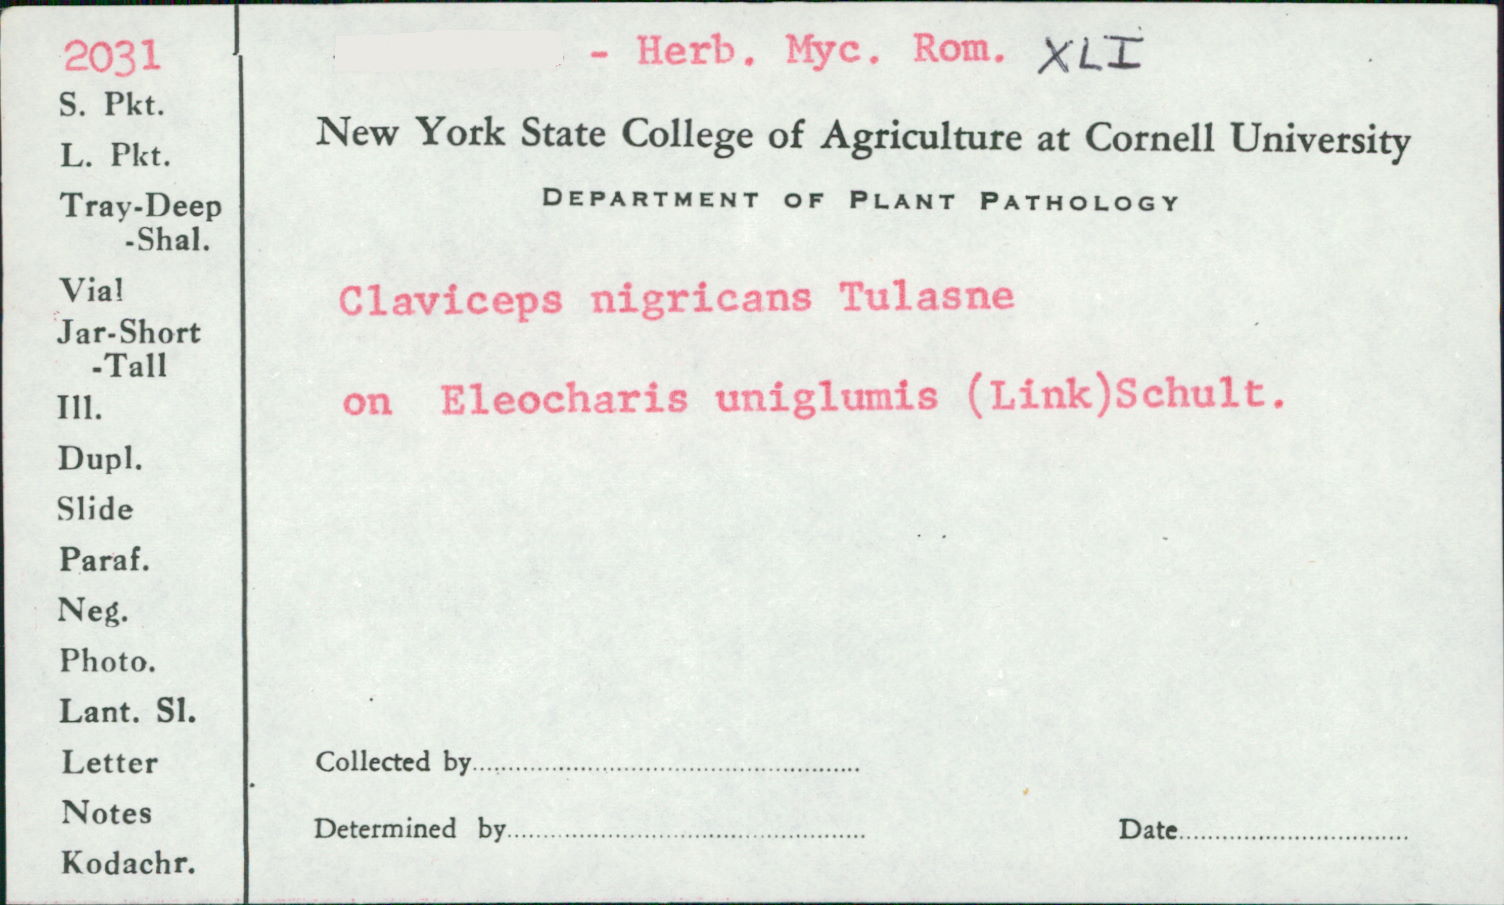 2031
S. Pkt.
L. Pkt.
Tray-Deep
-Shal.
Vial
Jar-Short
-Tall
Ill.
Dupl.
Slide
Paraf.
Neg.
Photo.
Lant. Sl.
Letter
Notes
Kodachr.
- Herb. Myc. Rom. XLI
New York State College of Agriculture at Cornell University
DEPARTMENT OF PLANT PATHOLOGY
Claviceps nigricans Tulasne
on Eleocharis uniglumis (Link)Schult.
Collected by
Determined by
Date